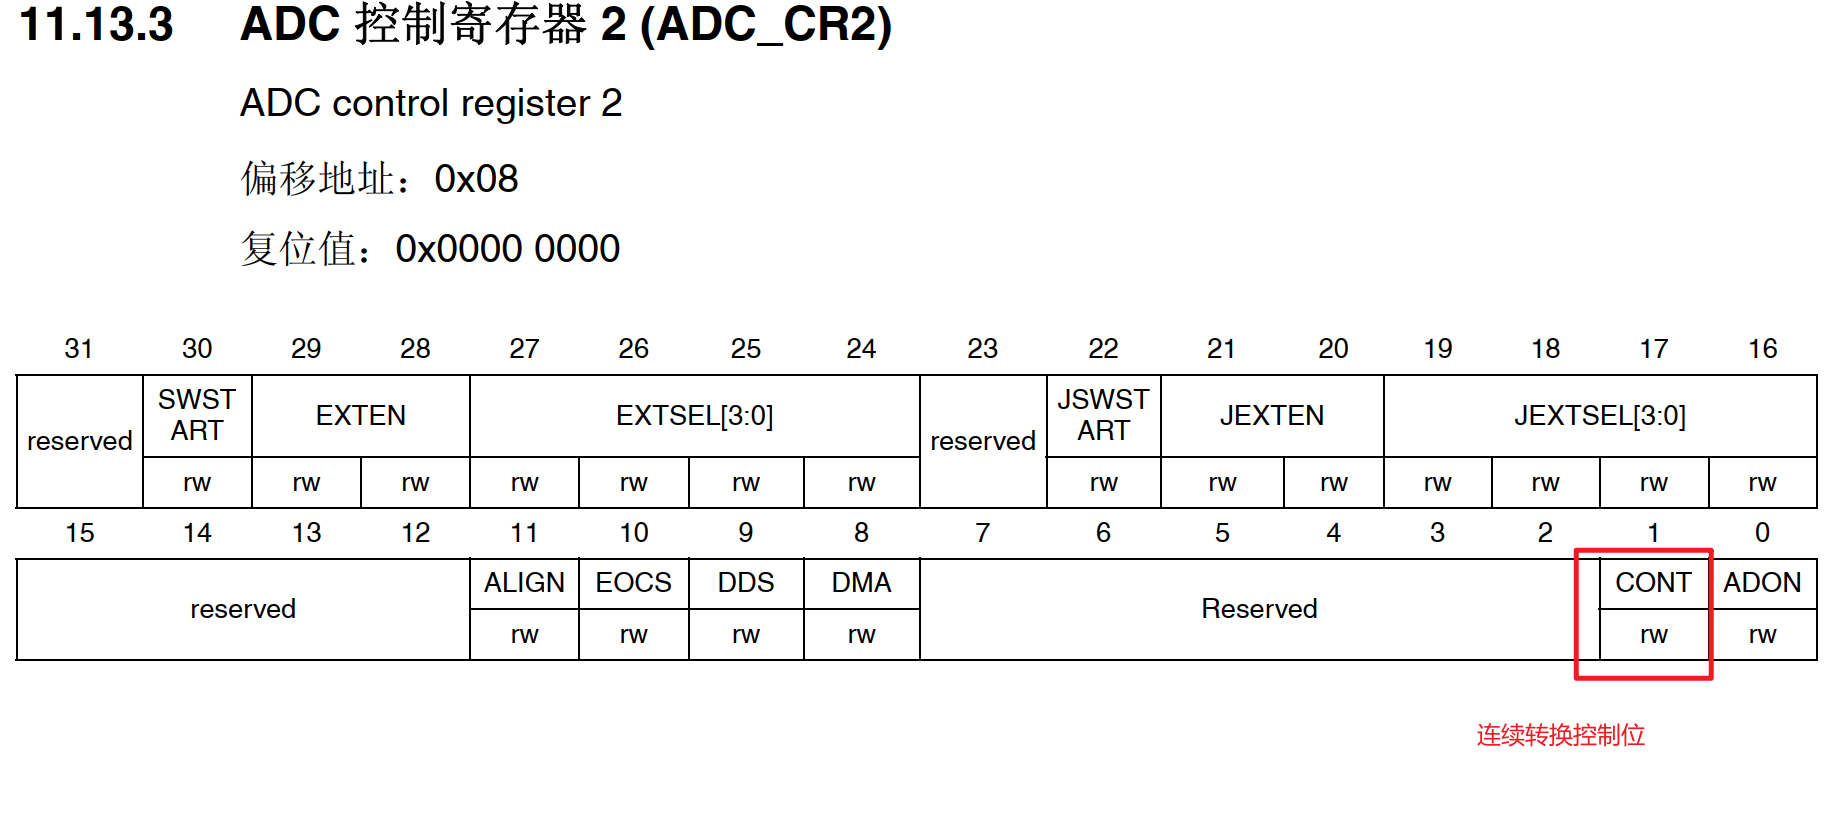 11.13.3 ADC 控制寄存器 2 (ADC_CR2)
ADC control register 2
偏移地址：0x08
复位值：0x0000 0000
31 30 29 28 27 26 25 24 23 22 21 20 19 18 17 16
reserved SWST ART EXTEN EXTSEL[3:0] reserved JSWST ART JEXTEN JEXTSEL[3:0]
rw rw rw rw rw rw rw rw rw rw rw rw rw rw
15 14 13 12 11 10 9 8 7 6 5 4 3 2 1 0
reserved ALIGN EOCS DDS DMA Reserved CONT ADON
rw rw rw rw rw rw
连续转换控制位